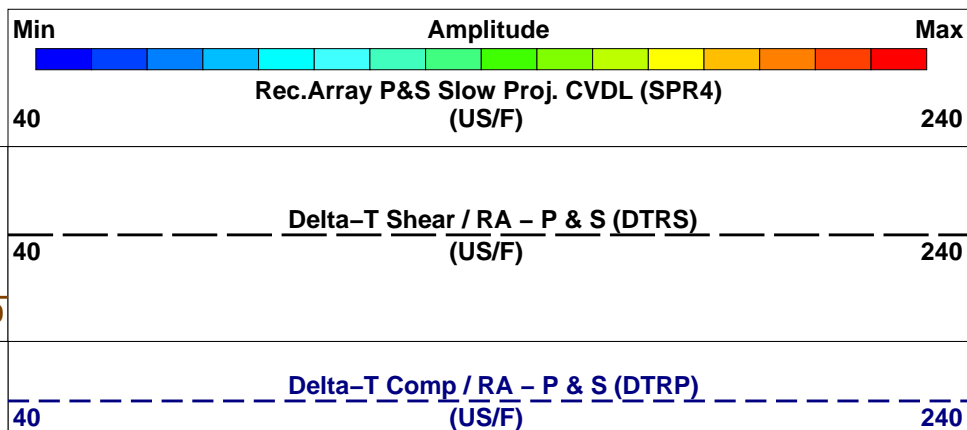 Min Amplitude Max
Rec.Array P&S Slow Proj. CVDL (SPR4)
40 (US/F) 240
Delta−T Shear / RA − P & S (DTRS)
40 (US/F) 240
Delta−T Comp / RA − P & S (DTRP)
40 (US/F) 240